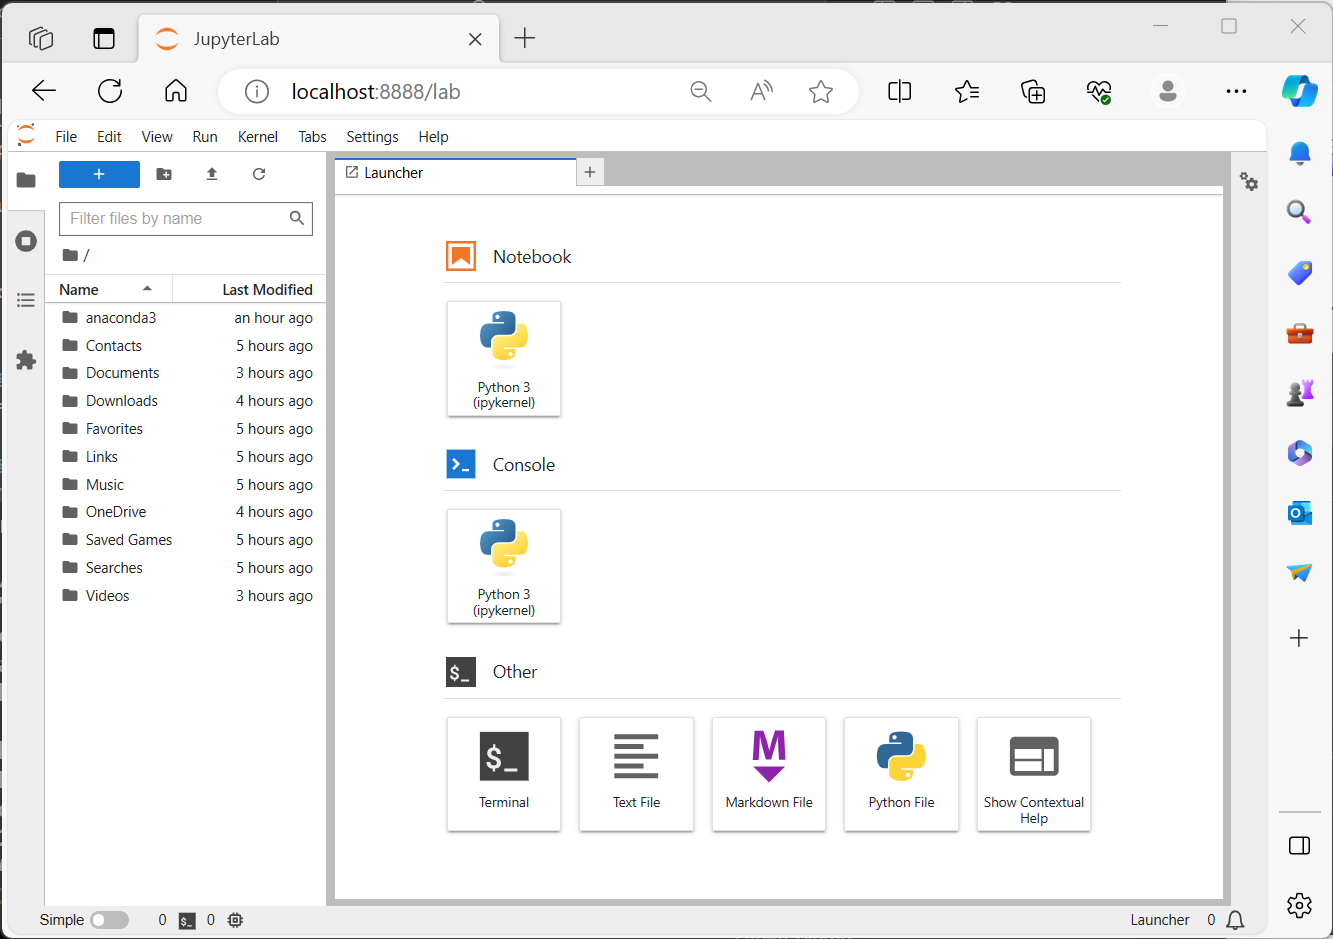 JupyterLab
localhost:8888/lab
File Edit View Run Kernel Tabs Settings Help
Launcher
Filter files by name
/
Name Last Modified
anaconda3 an hour ago
Contacts 5 hours ago
Documents 3 hours ago
Downloads 4 hours ago
Favorites 5 hours ago
Links 5 hours ago
Music 5 hours ago
OneDrive 4 hours ago
Saved Games 5 hours ago
Searches 5 hours ago
Videos 3 hours ago
Notebook
Python 3
(ipykernel)
Console
Python 3
(ipykernel)
$_ Other
$_
Terminal
Text File
M
Markdown File
Python File
Show Contextual
Help
Simple 0 $_ 0
Launcher 0